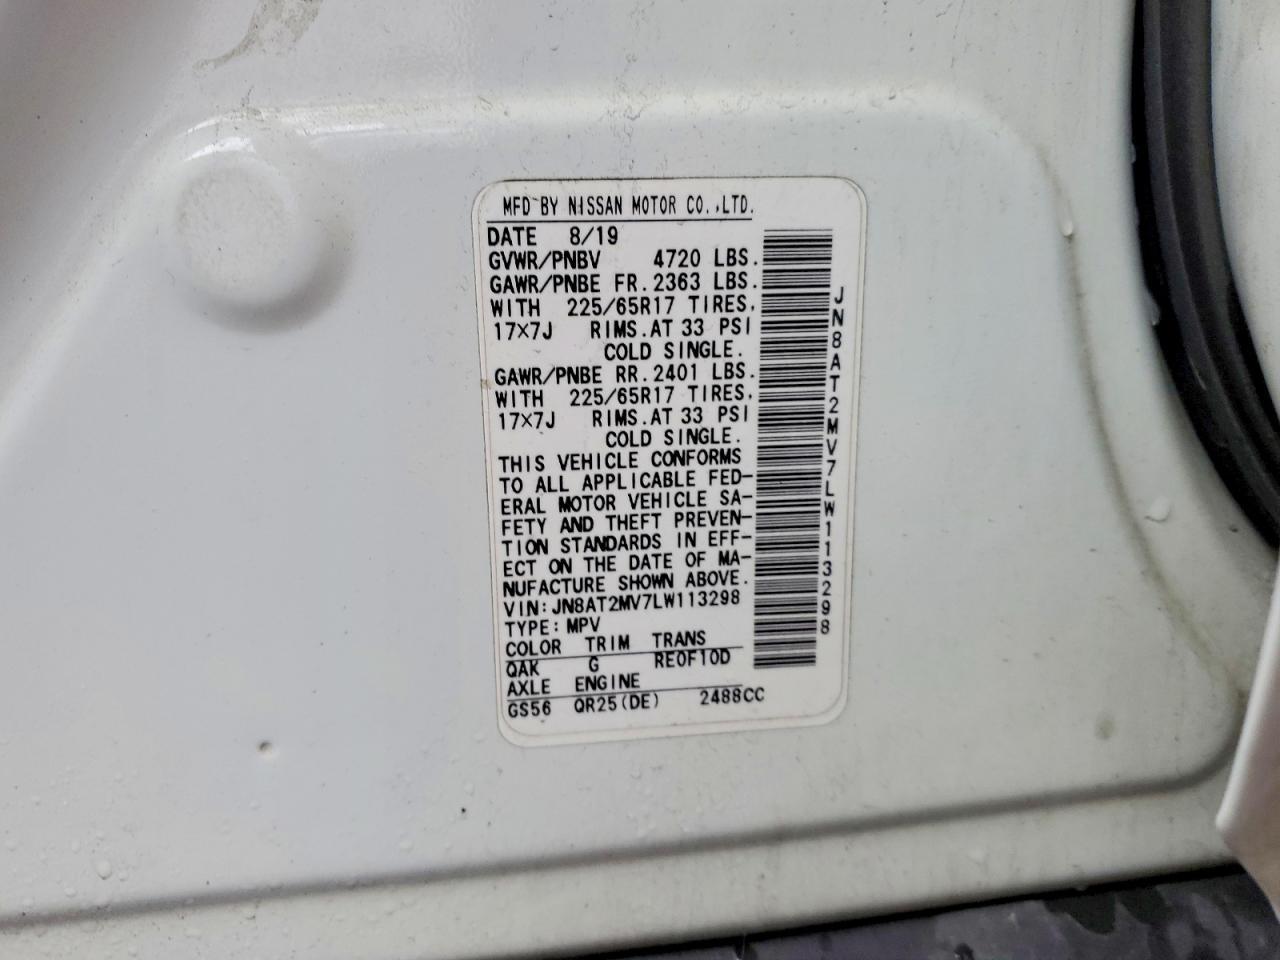 MFD BY NISSAN MOTOR CO.,LTD.
DATE 8/19
GVWR/PNBV 4720 LBS.
GAWR/PNBE FR.2363 LBS.
WITH 225/65R17 TIRES,
17×7J RIMS.AT 33 PSI
COLD SINGLE.
GAWR/PNBE RR.2401 LBS.
WITH 225/65R17 TIRES,
17×7J RIMS.AT 33 PSI
COLD SINGLE.
THIS VEHICLE CONFORMS
TO ALL APPLICABLE FED-
ERAL MOTOR VEHICLE SA-
FETY AND THEFT PREVEN-
TION STANDARDS IN EFF-
ECT ON THE DATE OF MA-
NUFACTURE SHOWN ABOVE.
VIN:JN8AT2MV7LW113298
TYPE:MPV
COLOR TRIM TRANS
QAK G RE0F10D
AXLE ENGINE
GS56 QR25(DE) 2488CC
JN8AT2MV7LW113298